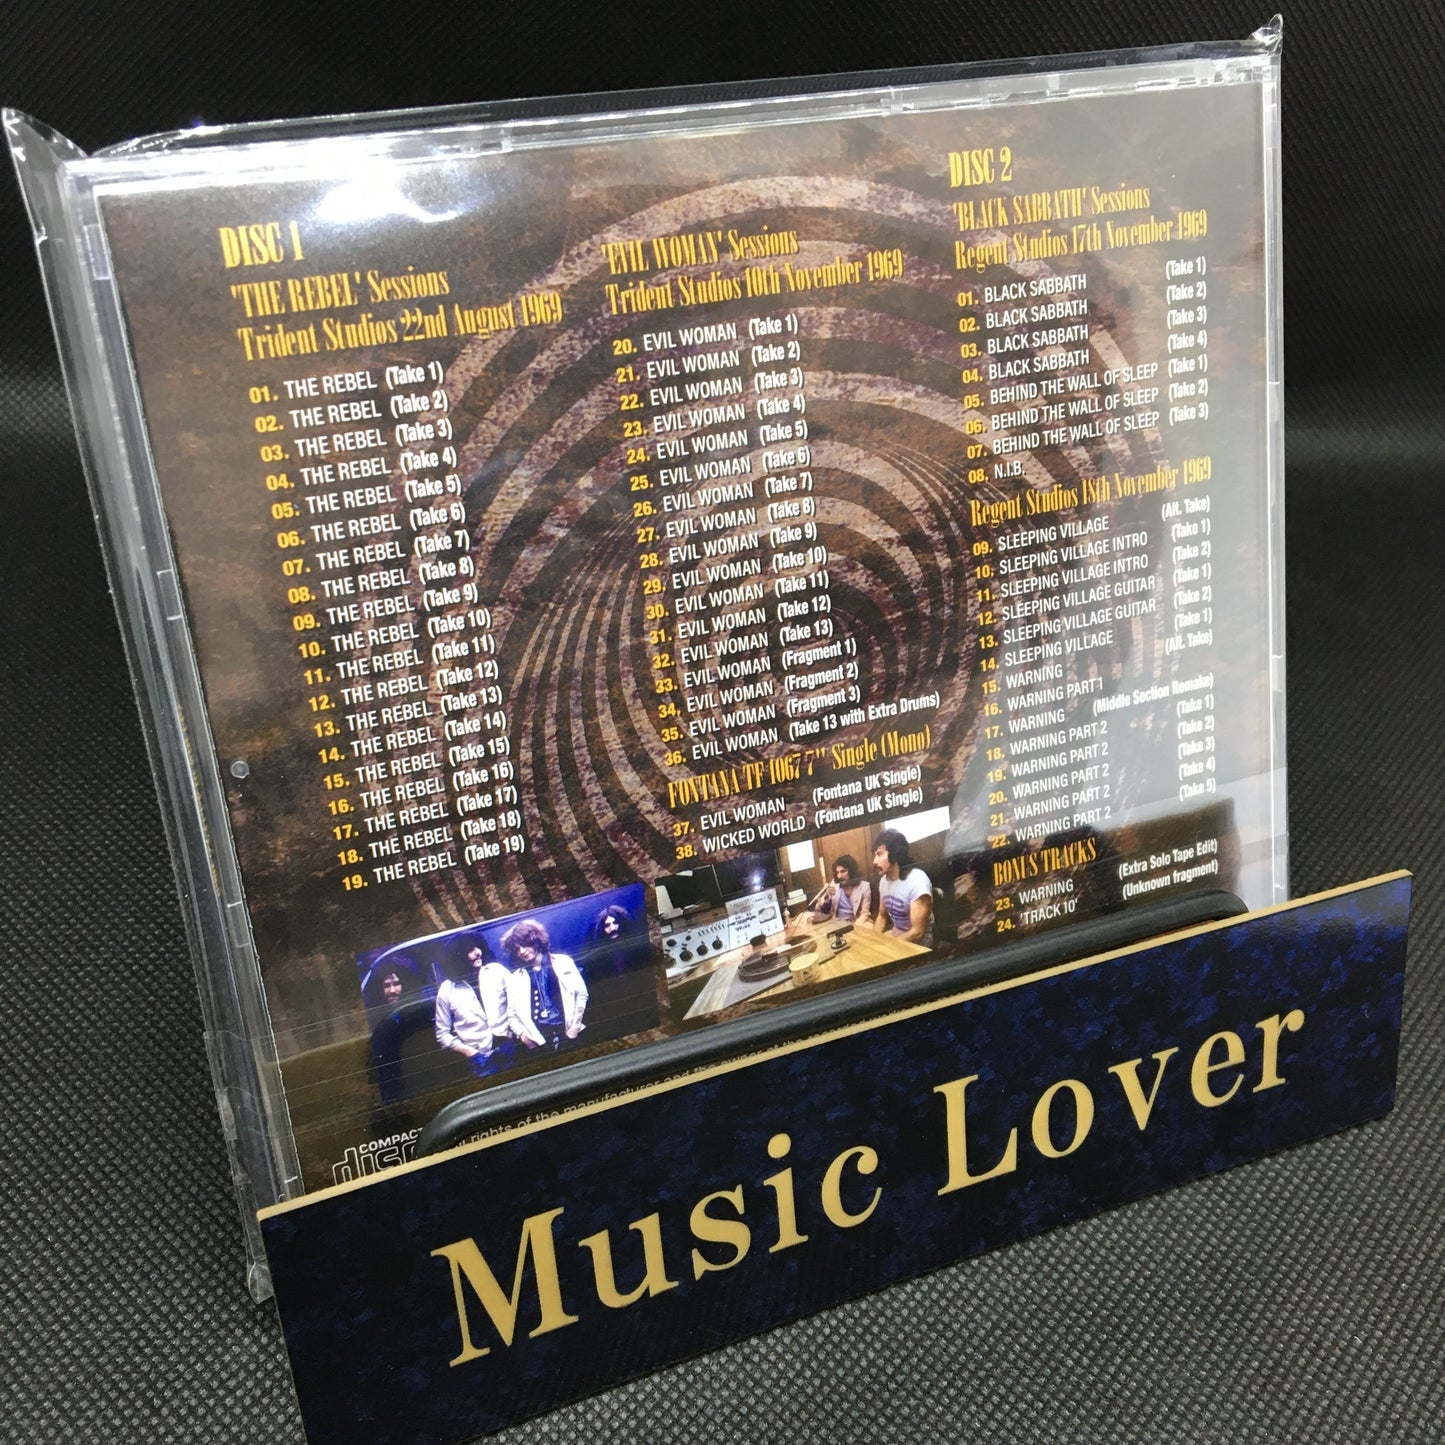 DISC 1
'THE REBEL' Sessions
Trident Studios 22nd August 1969
01. THE REBEL (Take 1)
02. THE REBEL (Take 2)
03. THE REBEL (Take 3)
04. THE REBEL (Take 4)
05. THE REBEL (Take 5)
06. THE REBEL (Take 6)
07. THE REBEL (Take 7)
08. THE REBEL (Take 8)
09. THE REBEL (Take 9)
10. THE REBEL (Take 10)
11. THE REBEL (Take 11)
12. THE REBEL (Take 12)
13. THE REBEL (Take 13)
14. THE REBEL (Take 14)
15. THE REBEL (Take 15)
16. THE REBEL (Take 16)
17. THE REBEL (Take 17)
18. THE REBEL (Take 18)
19. THE REBEL (Take 19)
'EVIL WOMAN' Sessions
Trident Studios 10th November 1969
20. EVIL WOMAN (Take 1)
21. EVIL WOMAN (Take 2)
22. EVIL WOMAN (Take 3)
23. EVIL WOMAN (Take 4)
24. EVIL WOMAN (Take 5)
25. EVIL WOMAN (Take 6)
26. EVIL WOMAN (Take 7)
27. EVIL WOMAN (Take 8)
28. EVIL WOMAN (Take 9)
29. EVIL WOMAN (Take 10)
30. EVIL WOMAN (Take 11)
31. EVIL WOMAN (Take 12)
32. EVIL WOMAN (Take 13)
33. EVIL WOMAN (Fragment 1)
34. EVIL WOMAN (Fragment 2)
35. EVIL WOMAN (Fragment 3)
36. EVIL WOMAN (Take 13 with Extra Drums)
FONTANA TF 1067 7" Single (Mono)
37. EVIL WOMAN (Fontana UK Single)
38. WICKED WORLD (Fontana UK Single)
DISC 2
'BLACK SABBATH' Sessions
Regent Studios 17th November 1969
01. BLACK SABBATH (Take 1)
02. BLACK SABBATH (Take 2)
03. BLACK SABBATH (Take 3)
04. BLACK SABBATH (Take 4)
05. BEHIND THE WALL OF SLEEP (Take 1)
06. BEHIND THE WALL OF SLEEP (Take 2)
07. BEHIND THE WALL OF SLEEP (Take 3)
08. N.I.B.
Regent Studios 18th November 1969
09. SLEEPING VILLAGE (Alt. Take)
10. SLEEPING VILLAGE INTRO (Take 1)
11. SLEEPING VILLAGE INTRO (Take 2)
12. SLEEPING VILLAGE GUITAR (Take 1)
13. SLEEPING VILLAGE GUITAR (Take 2)
14. SLEEPING VILLAGE (Take 1)
15. WARNING (Alt. Take)
16. WARNING PART 1
17. WARNING (Middle Section Remake)
18. WARNING PART 2 (Take 1)
19. WARNING PART 2 (Take 2)
20. WARNING PART 2 (Take 3)
21. WARNING PART 2 (Take 4)
22. WARNING PART 2 (Take 5)
BONUS TRACKS
23. WARNING (Extra Solo Tape Edit)
24. 'TRACK 10' (Unknown fragment)
COMPACT
rights of the manufacturer and the owner of the
Music Lover